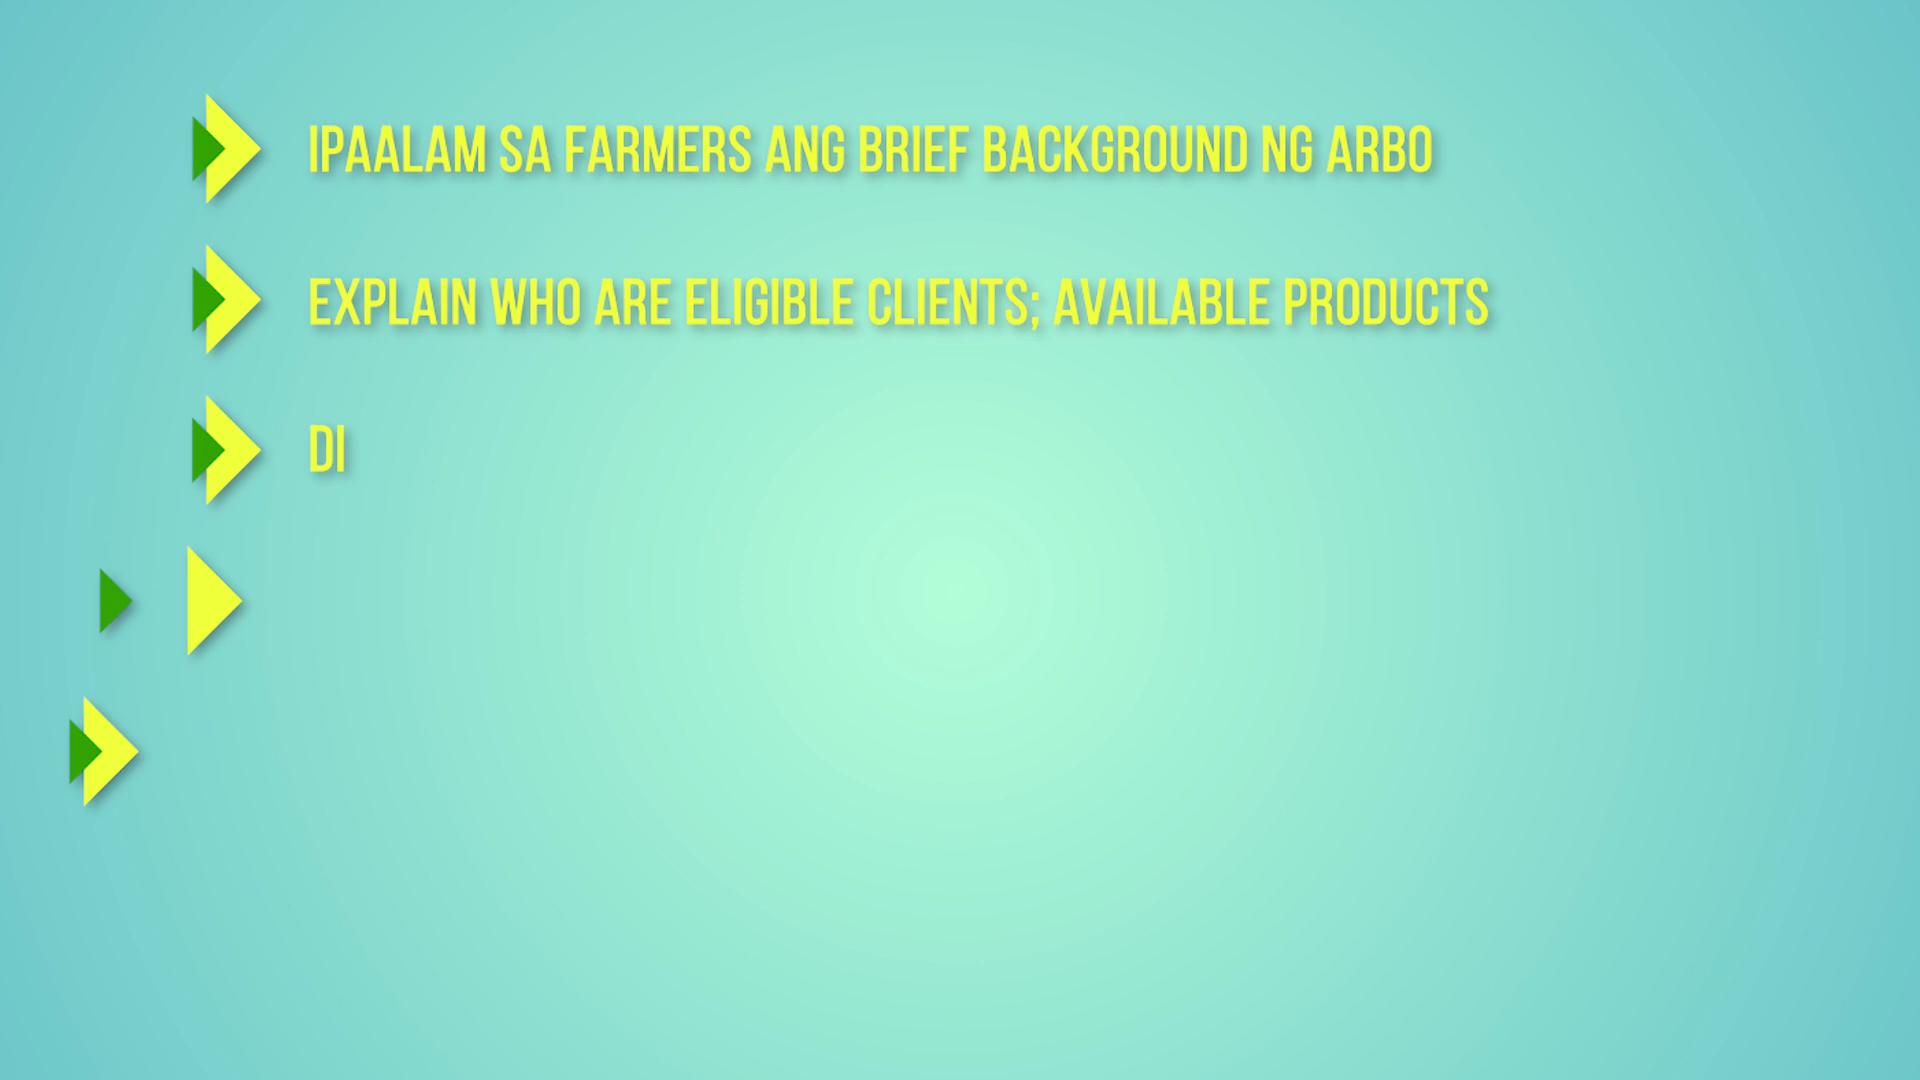 IPAALAM SA FARMERS ANG BRIEF BACKGROUND NG ARBO
EXPLAIN WHO ARE ELIGIBLE CLIENTS; AVAILABLE PRODUCTS
DI